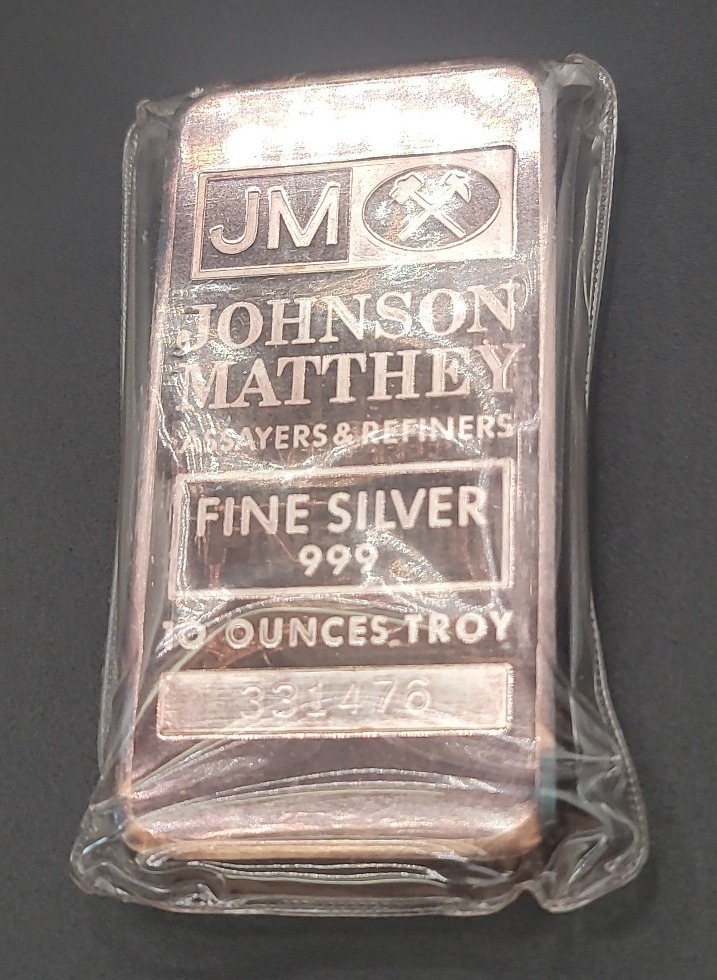 JM
JOHNSON
MATTHEY
ASSAYERS & REFINERS
FINE SILVER
999
10 OUNCES TROY
331476